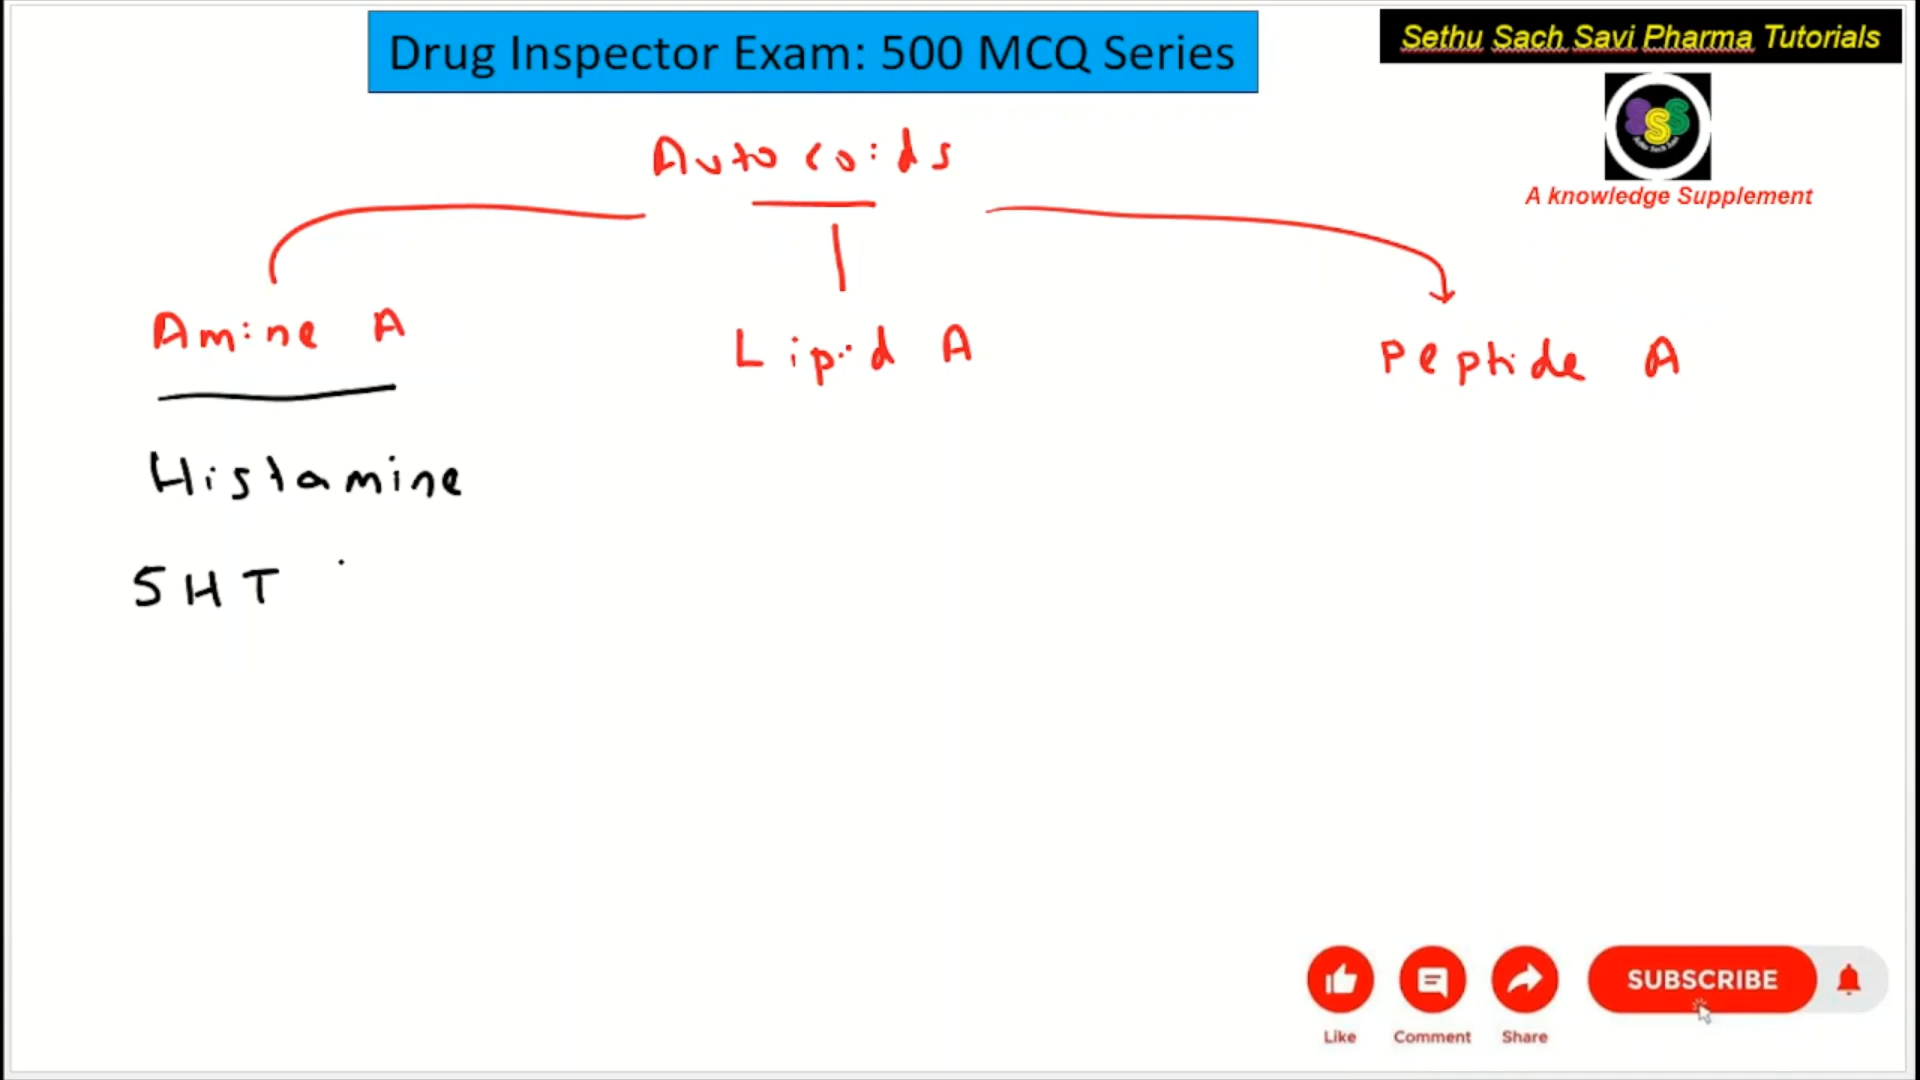 Drug Inspector Exam: 500 MCQ Series
Sethu Sach Savi Pharma Tutorials
SSS
A knowledge Supplement
Autocoids
Amine A
Lipid A
Peptide A
Histamine
5HT
SUBSCRIBE
Like
Comment
Share